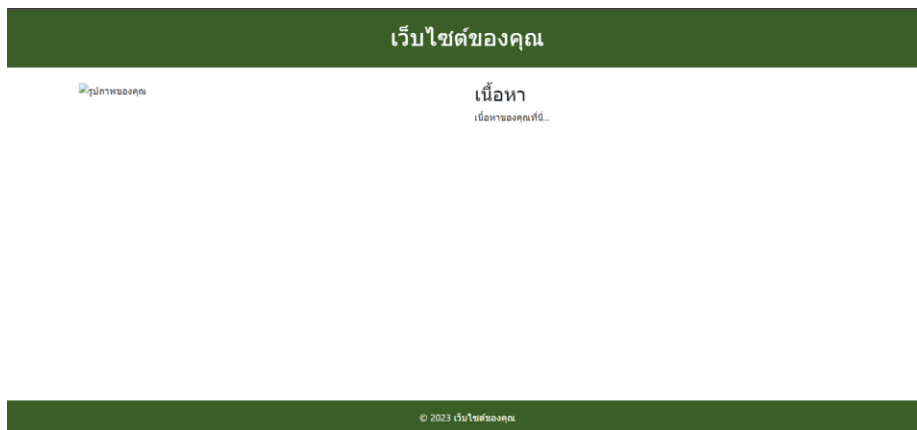 เว็บไซต์ของคุณ
รูปภาพของคุณ
เนื้อหา
เนื้อหาของคุณที่นี่...
© 2023 เว็บไซต์ของคุณ